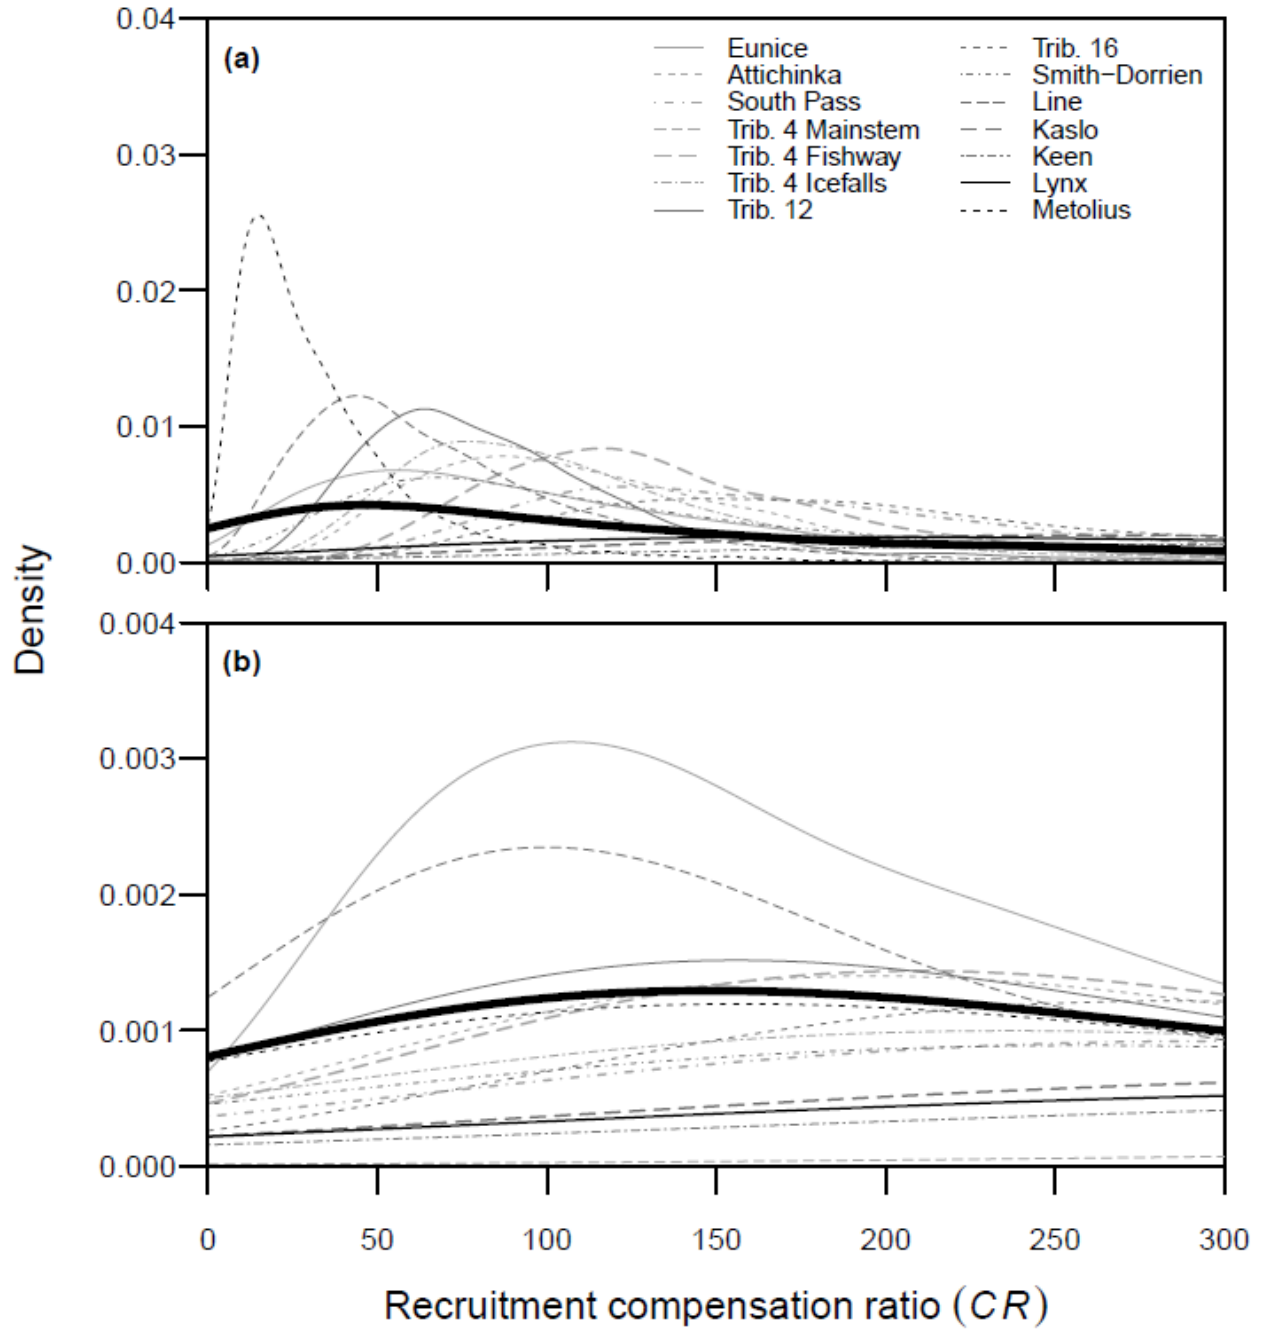 0.04
(a)
Eunice
Attichinka
South Pass
Trib. 4 Mainstem
Trib. 4 Fishway
Trib. 4 Icefalls
Trib. 12
Trib. 16
Smith−Dorrien
Line
Kaslo
Keen
Lynx
Metolius
0.03
0.02
0.01
0.00
Density
0.004
(b)
0.003
0.002
0.001
0.000
0 50 100 150 200 250 300
Recruitment compensation ratio (CR)